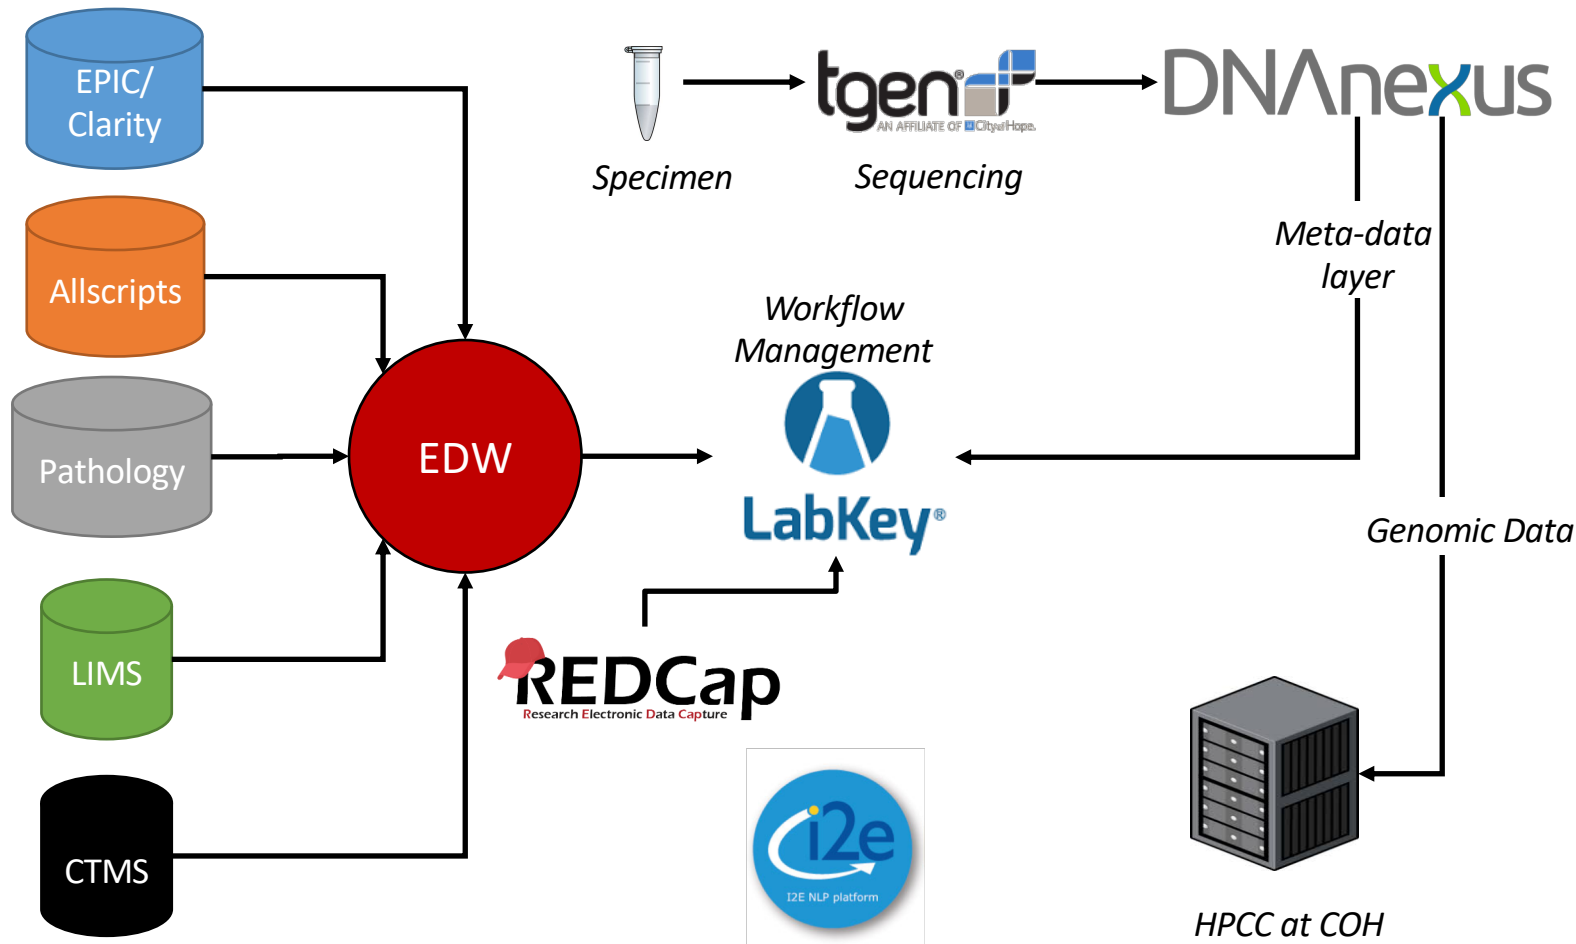 EPIC/
Clarity
Allscripts
Pathology
LIMS
CTMS
EDW
Specimen
tgen®
AN AFFILIATE OF City of Hope.
Sequencing
DNAnexus
Meta-data
layer
Workflow
Management
LabKey®
Genomic Data
REDCap
Research Electronic Data Capture
i2e
I2E NLP platform
HPCC at COH